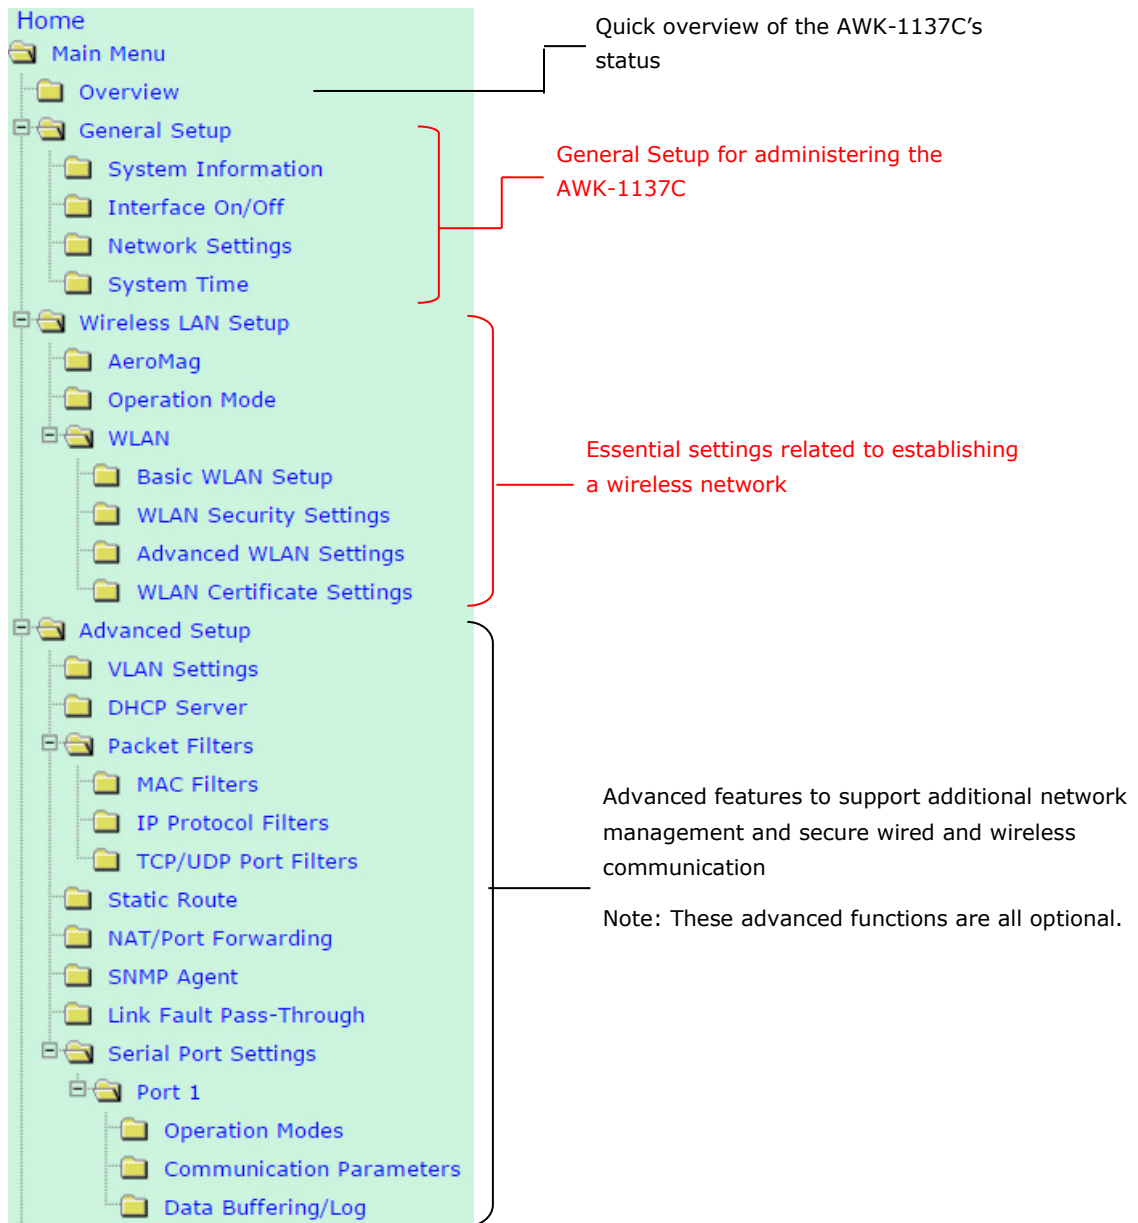 Home
Main Menu
Overview
General Setup
System Information
Interface On/Off
Network Settings
System Time
Wireless LAN Setup
AeroMag
Operation Mode
WLAN
Basic WLAN Setup
WLAN Security Settings
Advanced WLAN Settings
WLAN Certificate Settings
Advanced Setup
VLAN Settings
DHCP Server
Packet Filters
MAC Filters
IP Protocol Filters
TCP/UDP Port Filters
Static Route
NAT/Port Forwarding
SNMP Agent
Link Fault Pass-Through
Serial Port Settings
Port 1
Operation Modes
Communication Parameters
Data Buffering/Log
Quick overview of the AWK-1137C’s
status
General Setup for administering the
AWK-1137C
Essential settings related to establishing
a wireless network
Advanced features to support additional network
management and secure wired and wireless
communication
Note: These advanced functions are all optional.